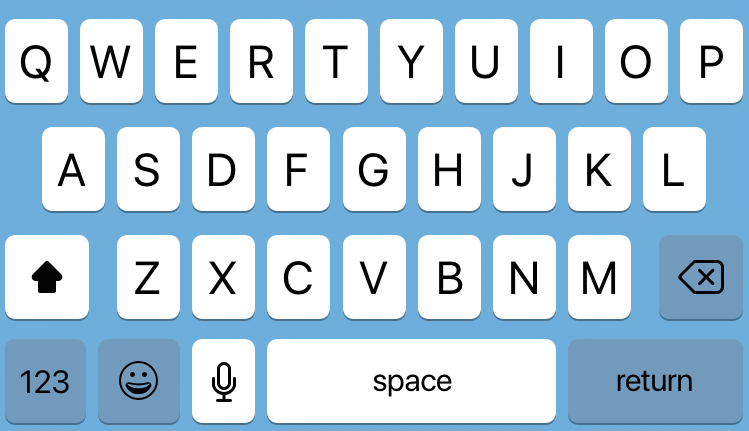 Q W E R T Y U I O P
A S D F G H J K L
Z X C V B N M
123 space return